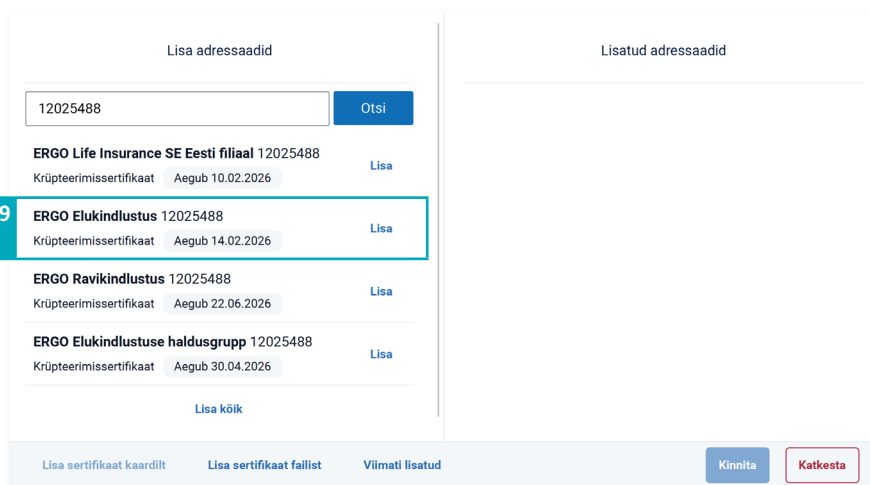 Lisa adressaadid
Lisatud adressaadid
12025488
Otsi
ERGO Life Insurance SE Eesti filiaal 12025488
Krüpteerimissertifikaat Aegub 10.02.2026
Lisa
9
ERGO Elukindlustus 12025488
Krüpteerimissertifikaat Aegub 14.02.2026
Lisa
ERGO Ravikindlustus 12025488
Krüpteerimissertifikaat Aegub 22.06.2026
Lisa
ERGO Elukindlustuse haldusgrupp 12025488
Krüpteerimissertifikaat Aegub 30.04.2026
Lisa
Lisa kõik
Lisa sertifikaat kaardilt Lisa sertifikaat failist Viimati lisatud Kinnita Katkesta